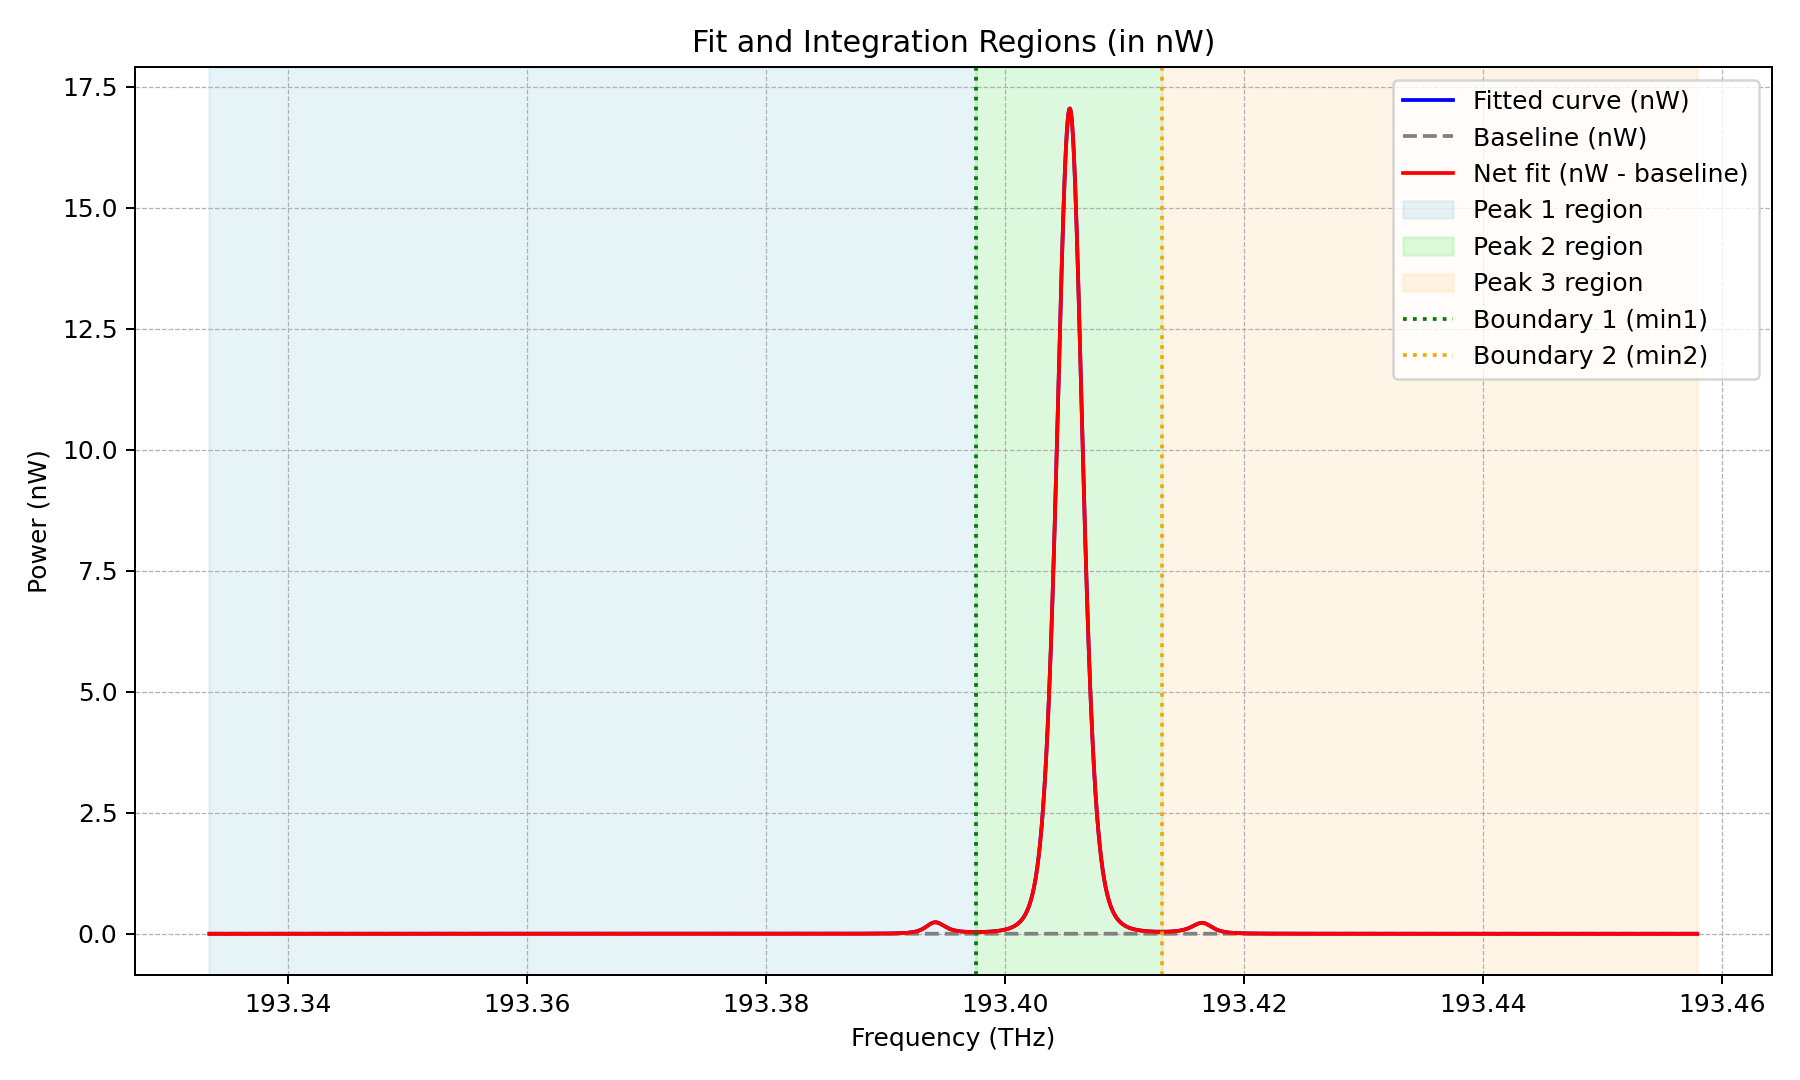 Fit and Integration Regions (in nW)
17.5
15.0
12.5
10.0
7.5
5.0
2.5
0.0
Power (nW)
Fitted curve (nW)
Baseline (nW)
Net fit (nW - baseline)
Peak 1 region
Peak 2 region
Peak 3 region
Boundary 1 (min1)
Boundary 2 (min2)
193.34
193.36
193.38
193.40
193.42
193.44
193.46
Frequency (THz)